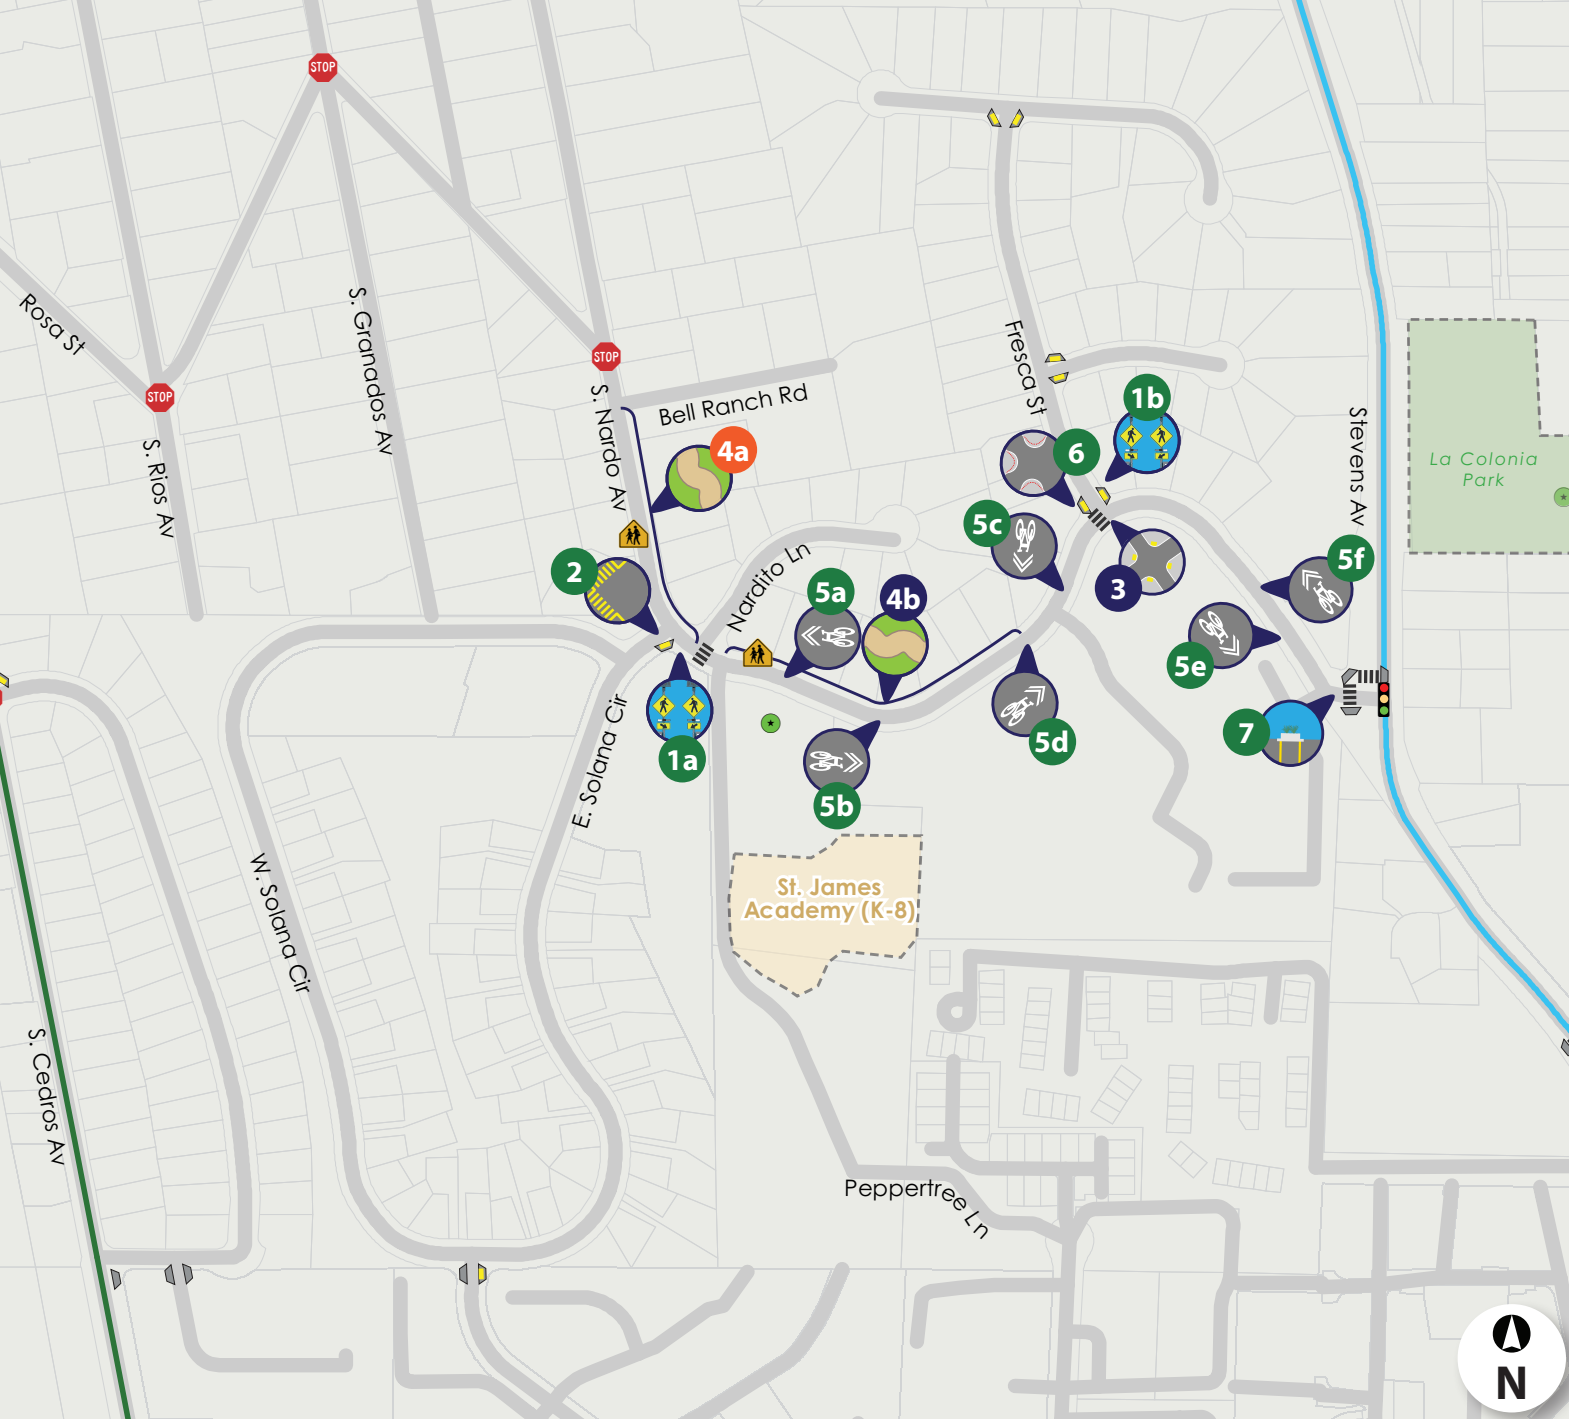 STOP
Rosa St
S. Granados Av
STOP
STOP
S. Rios Av
S. Nardo Av
Bell Ranch Rd
4a
Fresca St
1b
6
Stevens Av
La Colonia
Park
5c
5f
2
Nardito Ln
5a
4b
3
5e
1a
5d
7
5b
E. Solana Cir
W. Solana Cir
St. James
Academy (K-8)
S. Cedros Av
Peppertree Ln
N